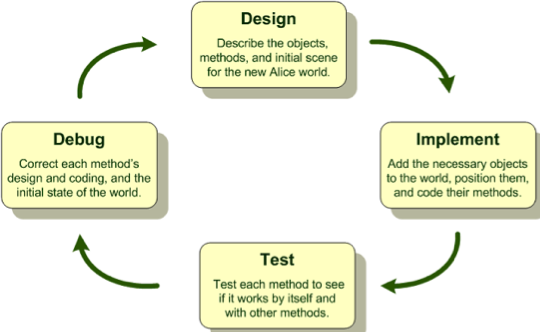 Design
Describe the objects,
methods, and initial scene
for the new Alice world.
Implement
Add the necessary objects
to the world, position them,
and code their methods.
Test
Test each method to see
if it works by itself and
with other methods.
Debug
Correct each method's
design and coding, and the
initial state of the world.